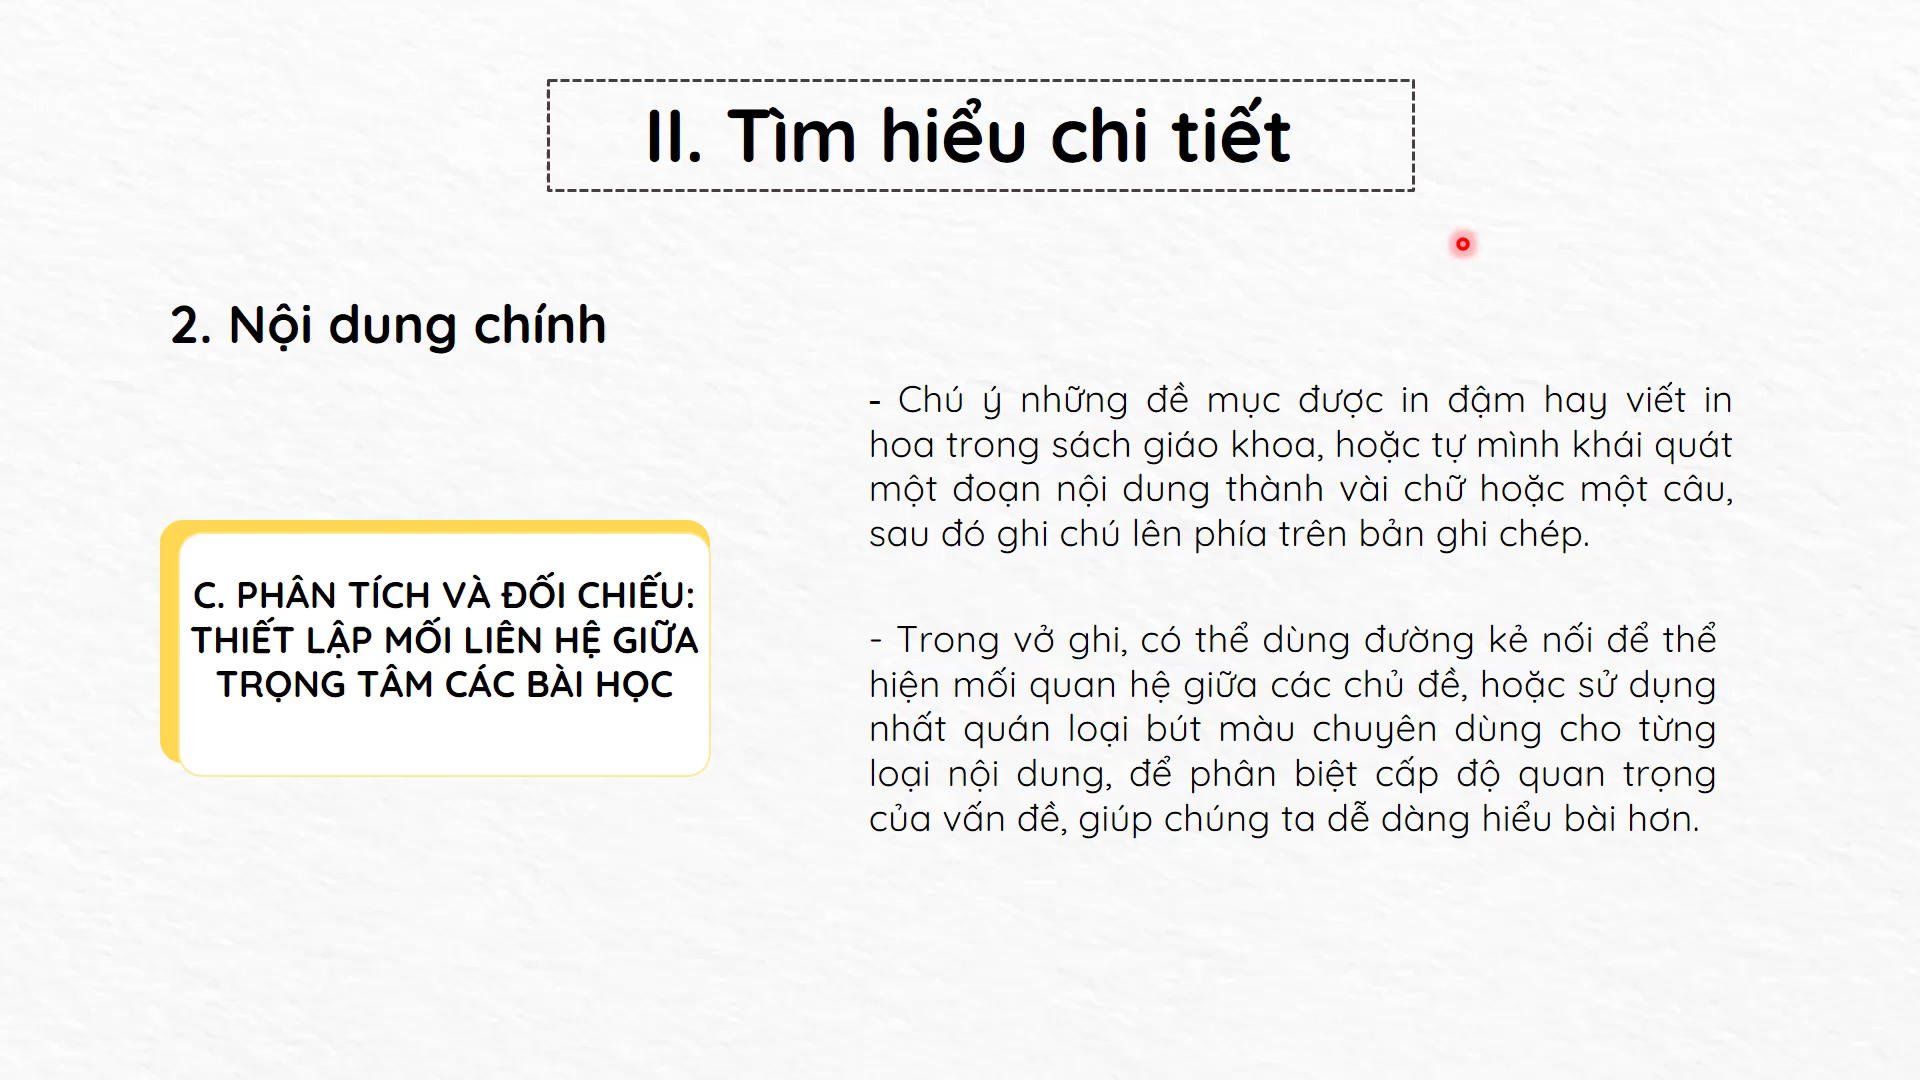 II. Tìm hiểu chi tiết
2. Nội dung chính
C. PHÂN TÍCH VÀ ĐỐI CHIẾU:
THIẾT LẬP MỐI LIÊN HỆ GIỮA
TRỌNG TÂM CÁC BÀI HỌC
- Chú ý những đề mục được in đậm hay viết in
hoa trong sách giáo khoa, hoặc tự mình khái quát
một đoạn nội dung thành vài chữ hoặc một câu,
sau đó ghi chú lên phía trên bản ghi chép.
- Trong vở ghi, có thể dùng đường kẻ nối để thể
hiện mối quan hệ giữa các chủ đề, hoặc sử dụng
nhất quán loại bút màu chuyên dùng cho từng
loại nội dung, để phân biệt cấp độ quan trọng
của vấn đề, giúp chúng ta dễ dàng hiểu bài hơn.